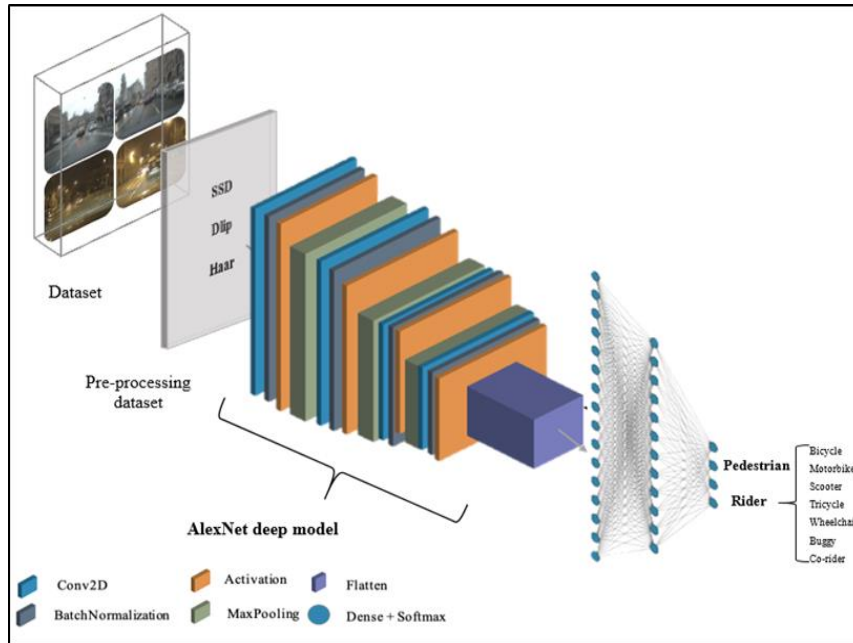 SSD
Dlip
Haar
Dataset
Pre-processing
dataset
AlexNet deep model
Pedestrian
Rider
Bicycle
Motorbike
Scooter
Tricycle
Wheelchai
Buggy
Co-rider
Conv2D
Activation
Flatten
BatchNormalization
MaxPooling
Dense + Softmax